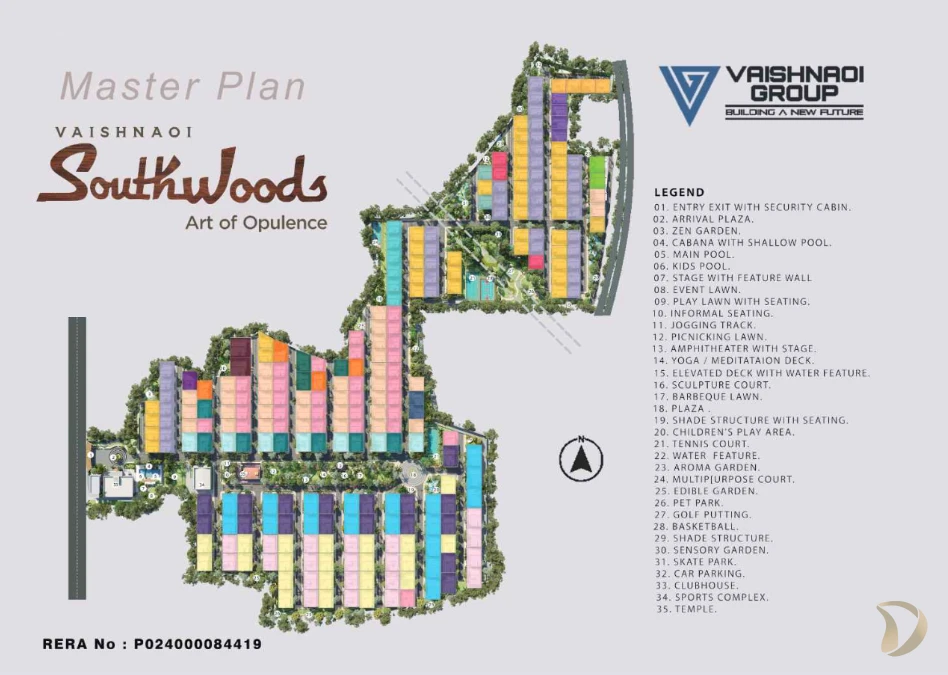 Master Plan
VAISHNAOI
SouthWoods
Art of Opulence
VAISHNAOI
GROUP
BUILDING A NEW FUTURE
LEGEND
01. ENTRY EXIT WITH SECURITY CABIN.
02. ARRIVAL PLAZA.
03. ZEN GARDEN.
04. CABANA WITH SHALLOW POOL.
05. MAIN POOL.
06. KIDS POOL.
07. STAGE WITH FEATURE WALL
08. EVENT LAWN.
09. PLAY LAWN WITH SEATING.
10. INFORMAL SEATING.
11. JOGGING TRACK.
12. PICNICKING LAWN.
13. AMPHITHEATER WITH STAGE.
14. YOGA / MEDITATAION DECK.
15. ELEVATED DECK WITH WATER FEATURE.
16. SCULPTURE COURT.
17. BARBEQUE LAWN.
18. PLAZA .
19. SHADE STRUCTURE WITH SEATING.
20. CHILDREN'S PLAY AREA.
21. TENNIS COURT.
22. WATER FEATURE.
23. AROMA GARDEN.
24. MULTIP[URPOSE COURT.
25. EDIBLE GARDEN.
26. PET PARK.
27. GOLF PUTTING.
28. BASKETBALL.
29. SHADE STRUCTURE.
30. SENSORY GARDEN.
31. SKATE PARK.
32. CAR PARKING.
33. CLUBHOUSE.
34. SPORTS COMPLEX.
35. TEMPLE.
N
RERA No : P024000084419